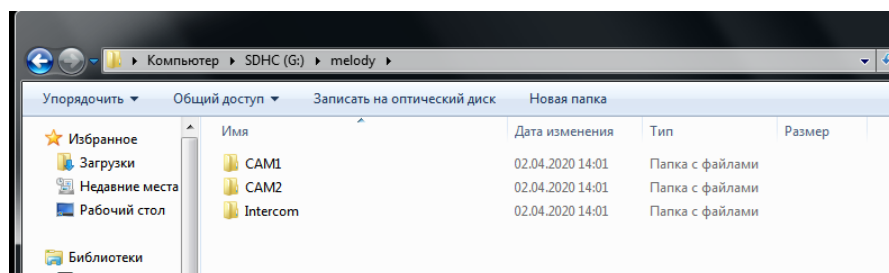 Компьютер SDHC (G:) melody
Упорядочить Общий доступ Записать на оптический диск Новая папка
Избранное
Загрузки
Недавние места
Рабочий стол
Библиотеки
Имя Дата изменения Тип Размер
CAM1 02.04.2020 14:01 Папка с файлами
CAM2 02.04.2020 14:01 Папка с файлами
Intercom 02.04.2020 14:01 Папка с файлами